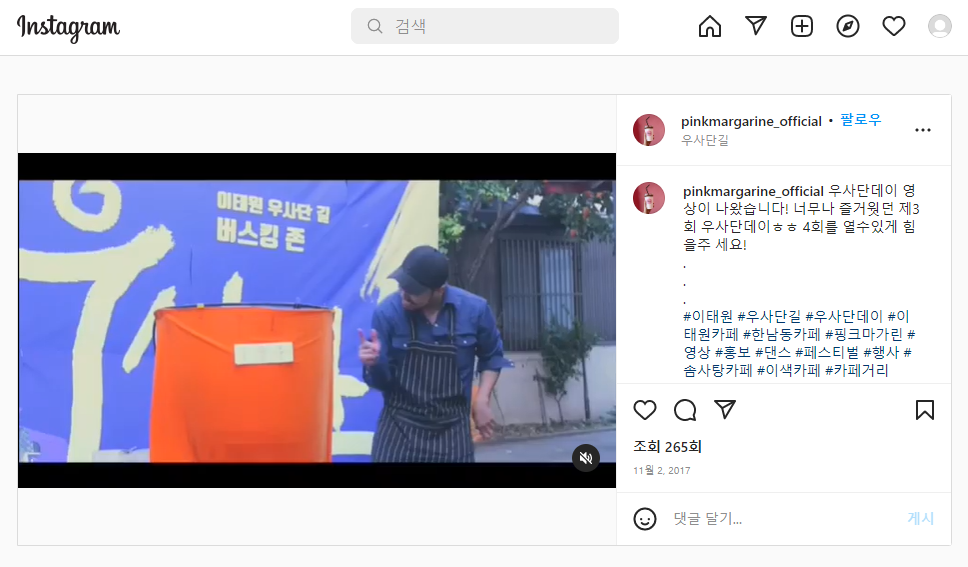 Instagram
검색
이태원 우사단 길
버스킹 존
pinkmargarine_official • 팔로우
우사단길
pinkmargarine_official 우사단데이 영
상이 나왔습니다! 너무나 즐거웟던 제3
회 우사단데이ㅎㅎ 4회를 열수있게 힘
을주 세요!
.
.
.
#이태원 #우사단길 #우사단데이 #이
태원카페 #한남동카페 #핑크마가린 #
영상 #홍보 #댄스 #페스티벌 #행사 #
솜사탕카페 #이색카페 #카페거리
조회 265회
11월 2, 2017
댓글 달기...
게시